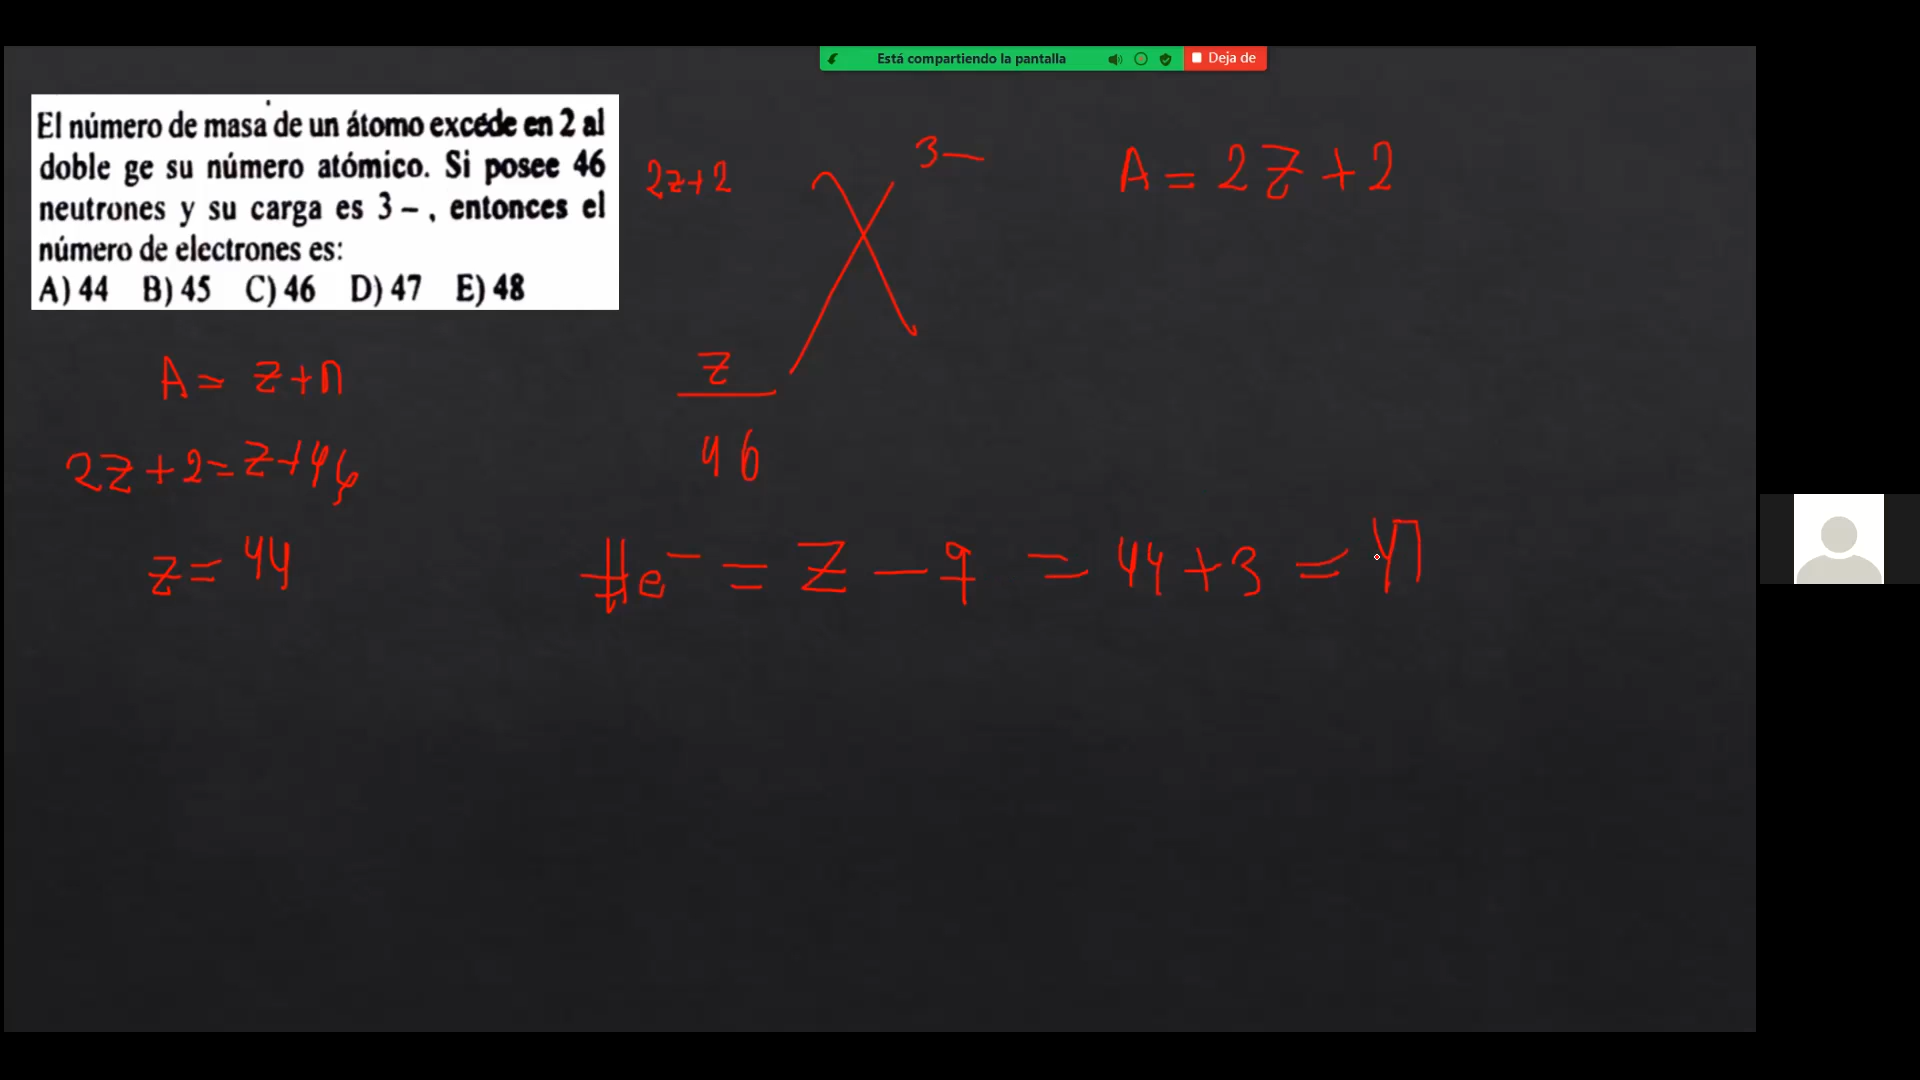 Está compartiendo la pantalla
Deja de
El número de masa de un átomo excede en 2 al
doble ge su número atómico. Si posee 46
neutrones y su carga es 3 – , entonces el
número de electrones es:
A) 44 B) 45 C) 46 D) 47 E) 48
2z+2
3-
A = 2Z + 2
z
46
A = z+n
2Z+2=Z+46
z = 44
#e⁻ = Z - q = 44+3 = 47